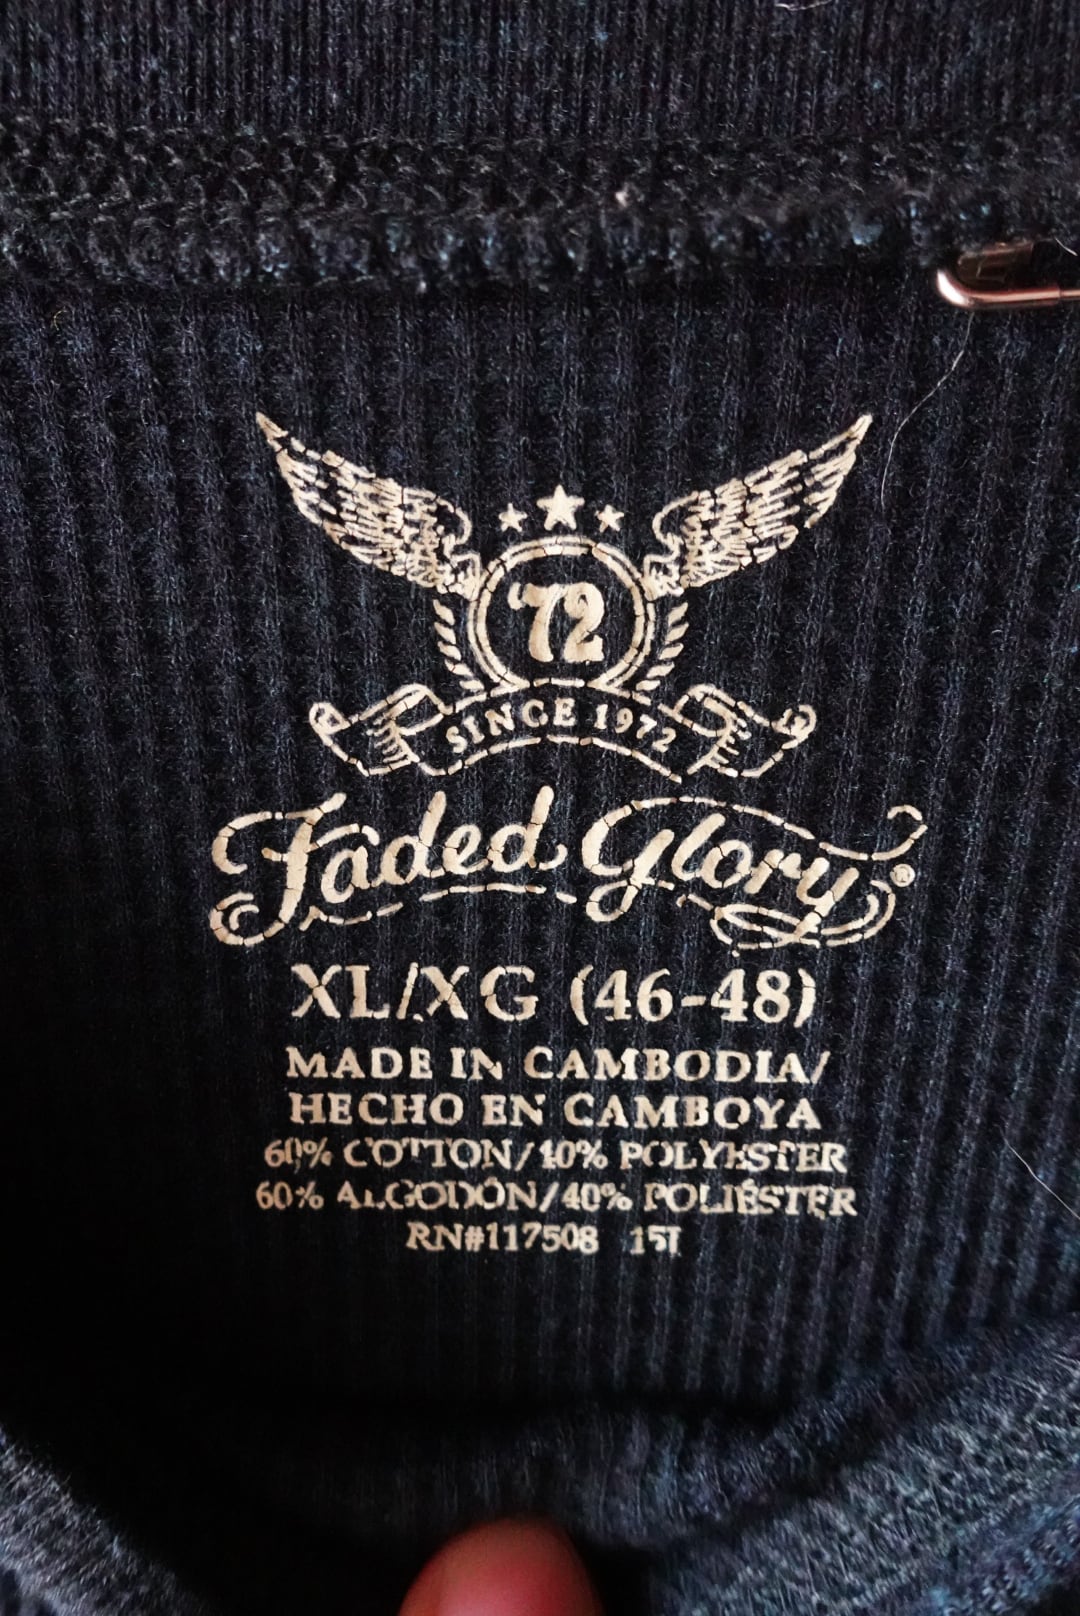 '72
SINCE 1972
Faded Glory®
XL/XG (46-48)
MADE IN CAMBODIA/
HECHO EN CAMBOYA
60% COTTON/40% POLYESTER
60% ALGODÓN/40% POLIÉSTER
RN#117508